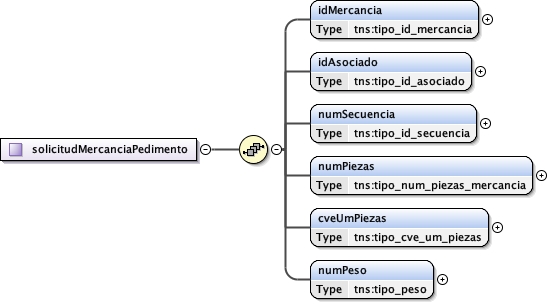 idMercancia
Type tns:tipo_id_mercancia
idAsociado
Type tns:tipo_id_asociado
numSecuencia
Type tns:tipo_id_secuencia
solicitudMercanciaPedimento
numPiezas
Type tns:tipo_num_piezas_mercancia
cveUmPiezas
Type tns:tipo_cve_um_piezas
numPeso
Type tns:tipo_peso